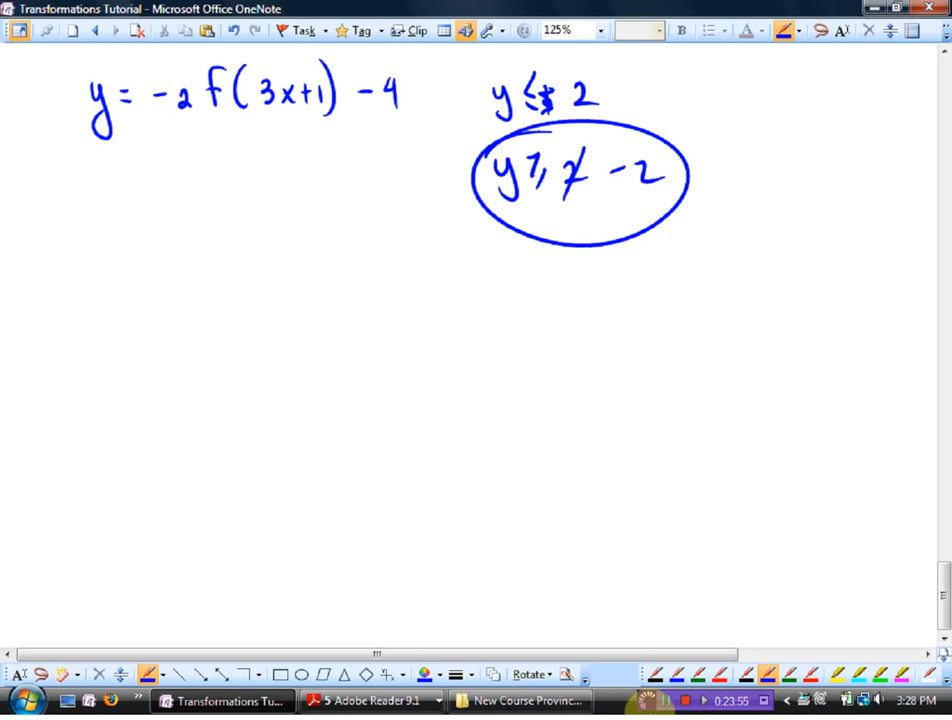 Transformations Tutorial - Microsoft Office OneNote
Task Tag Clip 125% B A
y = -2 f(3x+1) - 4
y ≤ 2
y ≥ -2
Rotate
Transformations Tu... 5 Adobe Reader 9.1 New Course Provinc... 23:55 3:28 PM